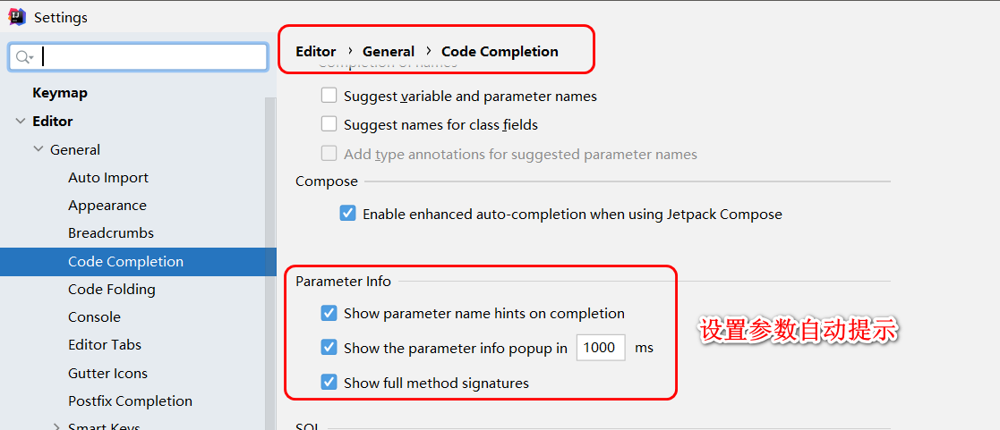 Settings
Keymap
Editor
General
Auto Import
Appearance
Breadcrumbs
Code Completion
Code Folding
Console
Editor Tabs
Gutter Icons
Postfix Completion
Smart Keys
Editor › General › Code Completion
Completion of names
Suggest variable and parameter names
Suggest names for class fields
Add type annotations for suggested parameter names
Compose
Enable enhanced auto-completion when using Jetpack Compose
Parameter Info
Show parameter name hints on completion
Show the parameter info popup in 1000 ms
Show full method signatures
设置参数自动提示
SQL